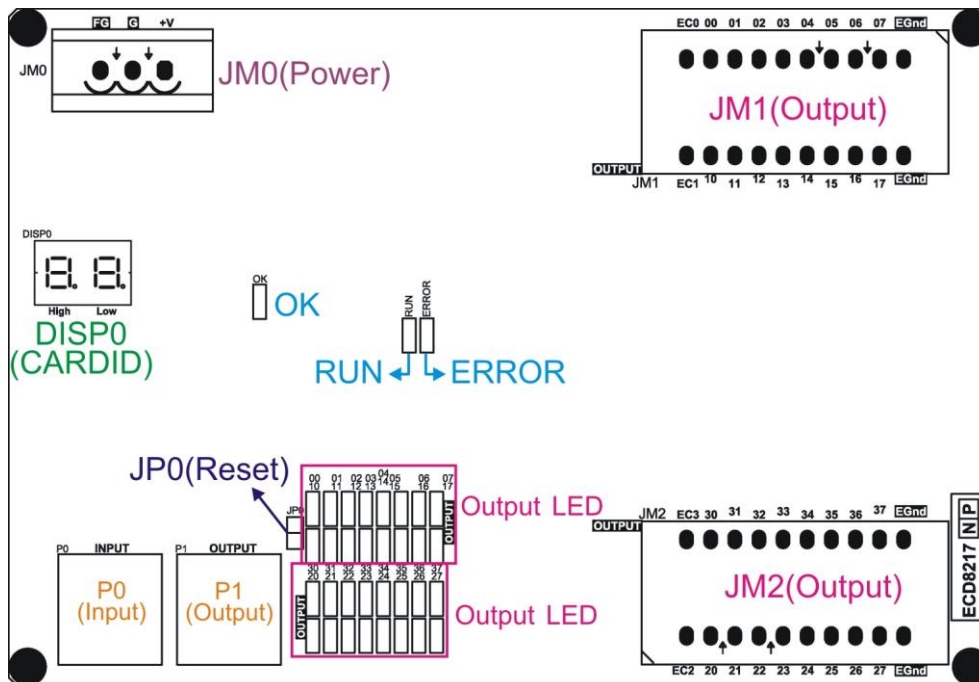 FG G +V
JM0
JM0(Power)
EC0 00 01 02 03 04 05 06 07 EGnd
JM1(Output)
OUTPUT
JM1
EC1 10 11 12 13 14 15 16 17 EGnd
DISP0
8. 8.
High Low
DISP0
(CARDID)
OK
OK
RUN
ERROR
RUN
ERROR
JP0(Reset)
JP0
00 01 02 03 04 05 06 07
10 11 12 13 14 15 16 17
OUTPUT
Output LED
30 31 32 33 34 35 36 37
20 21 22 23 24 25 26 27
OUTPUT
Output LED
P0 INPUT
P0
(Input)
P1 OUTPUT
P1
(Output)
OUTPUT
JM2 EC3 30 31 32 33 34 35 36 37 EGnd
JM2(Output)
EC2 20 21 22 23 24 25 26 27 EGnd
ECD8217 N P